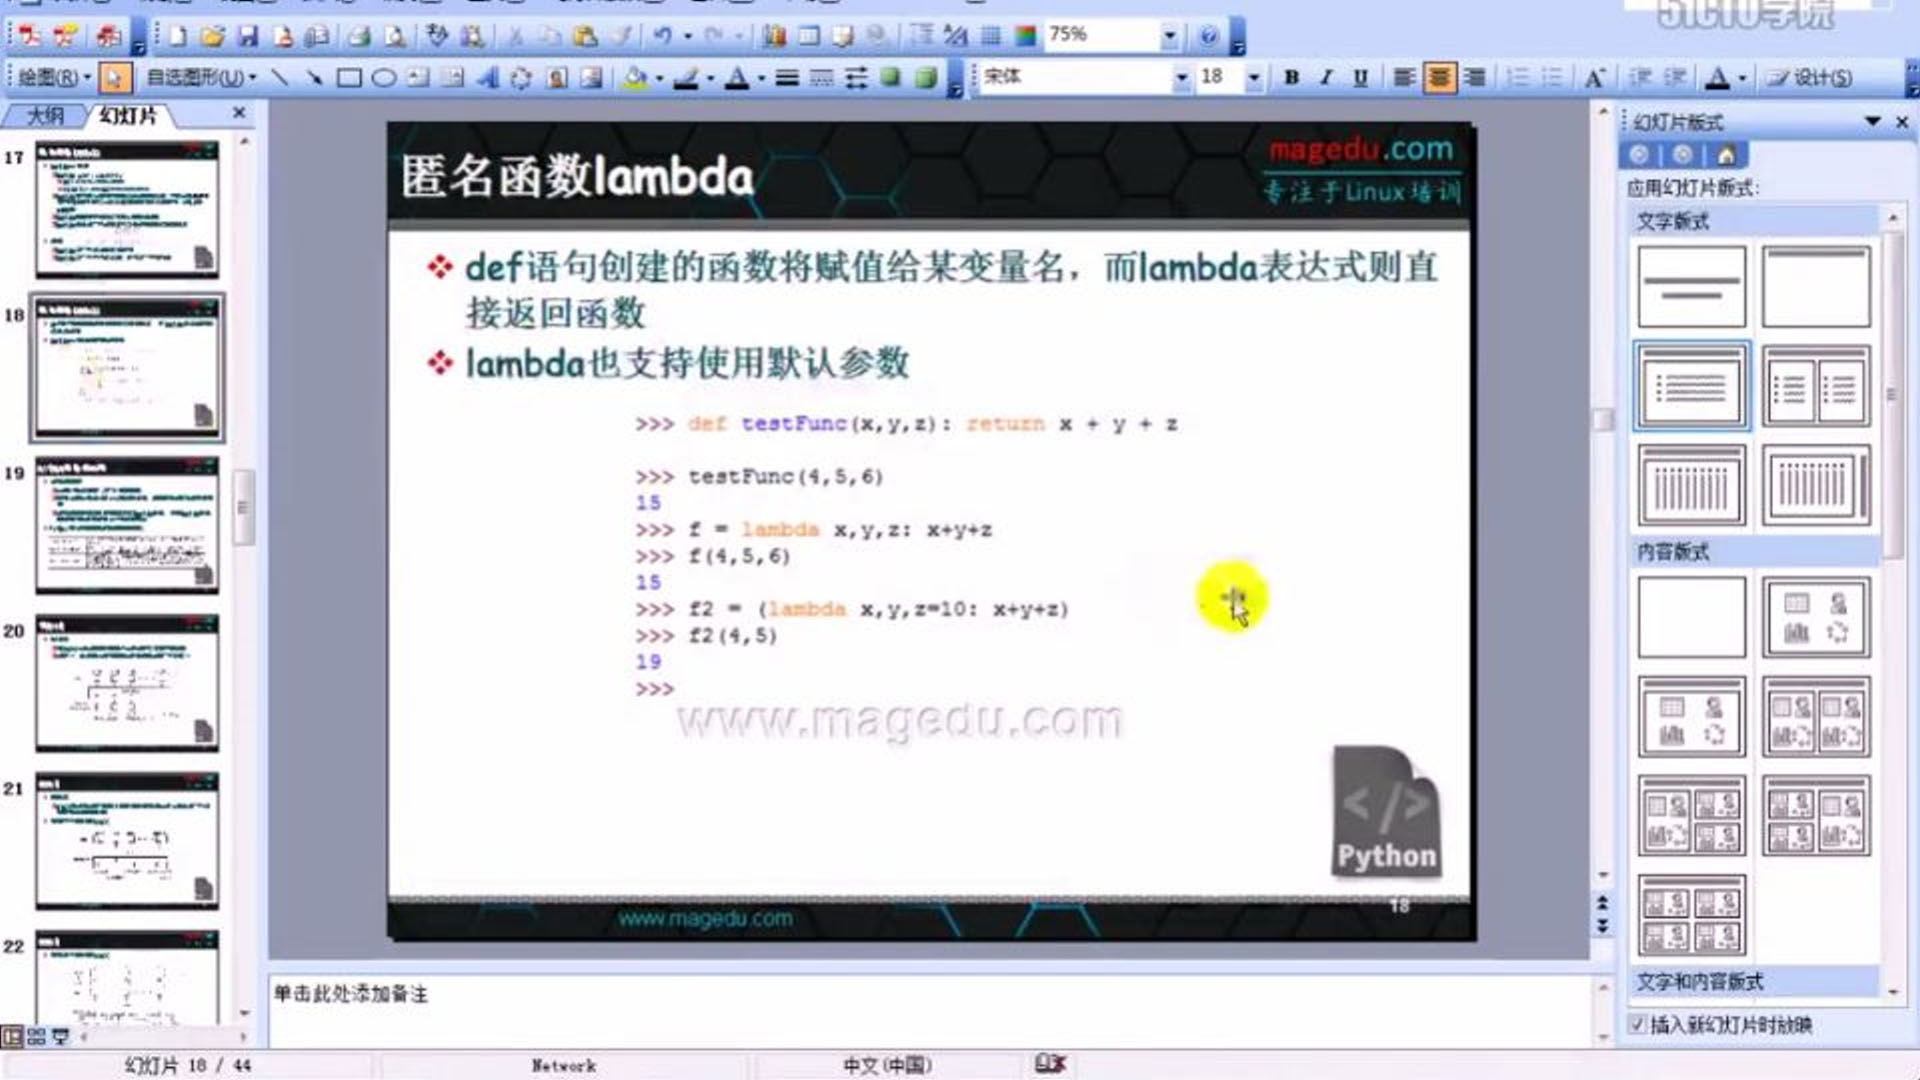 51CTO学院
75%
绘图(R)
自选图形(U)
宋体
18
B I U
设计(S)
大纲
幻灯片
17
18
19
20
21
22
匿名函数lambda
magedu.com
专注于Linux培训
def语句创建的函数将赋值给某变量名，而lambda表达式则直
接返回函数
lambda也支持使用默认参数
>>> def testFunc(x,y,z): return x + y + z
>>> testFunc(4,5,6)
15
>>> f = lambda x,y,z: x+y+z
>>> f(4,5,6)
15
>>> f2 = (lambda x,y,z=10: x+y+z)
>>> f2(4,5)
19
>>>
www.magedu.com
</>
Python
www.magedu.com
18
幻灯片版式
应用幻灯片版式:
文字版式
内容版式
文字和内容版式
插入新幻灯片时放映
单击此处添加备注
幻灯片 18 / 44
Network
中文(中国)